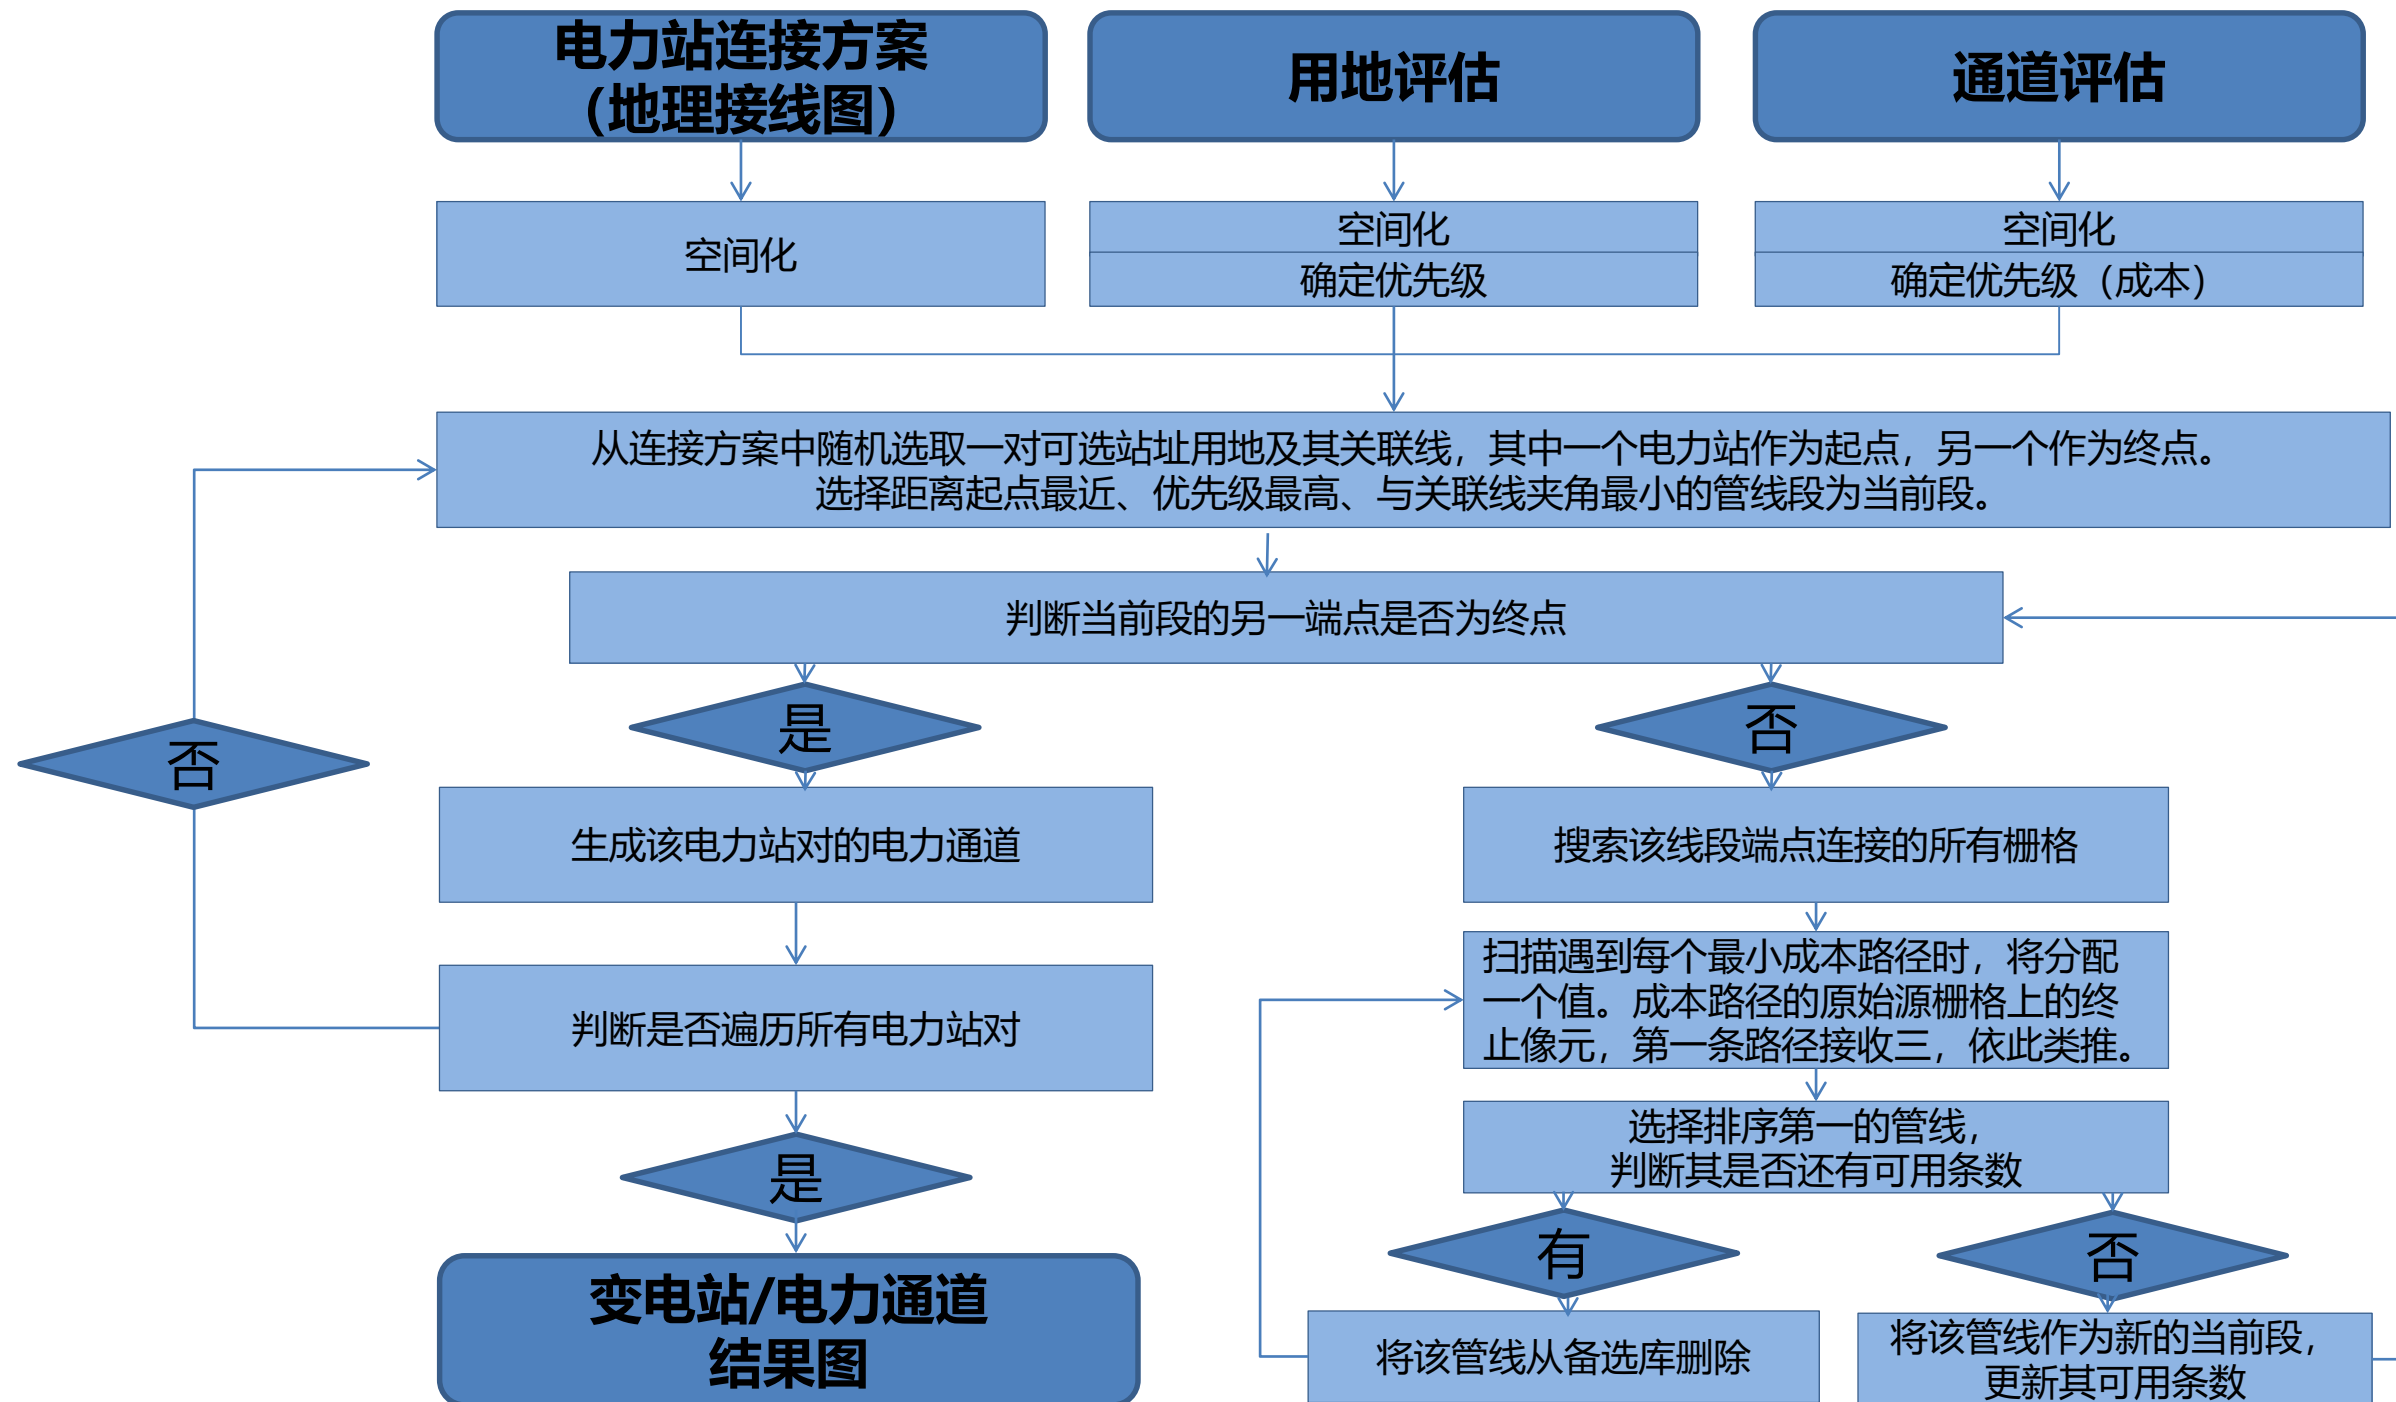 电力站连接方案
（地理接线图）
用地评估
通道评估
空间化
空间化
确定优先级
空间化
确定优先级（成本）
从连接方案中随机选取一对可选站址用地及其关联线，其中一个电力站作为起点，另一个作为终点。
选择距离起点最近、优先级最高、与关联线夹角最小的管线段为当前段。
判断当前段的另一端点是否为终点
是
否
否
生成该电力站对的电力通道
搜索该线段端点连接的所有栅格
扫描遇到每个最小成本路径时，将分配
一个值。成本路径的原始源栅格上的终
止像元，第一条路径接收三，依此类推。
判断是否遍历所有电力站对
选择排序第一的管线，
判断其是否还有可用条数
是
有
否
变电站/电力通道
结果图
将该管线从备选库删除
将该管线作为新的当前段，
更新其可用条数